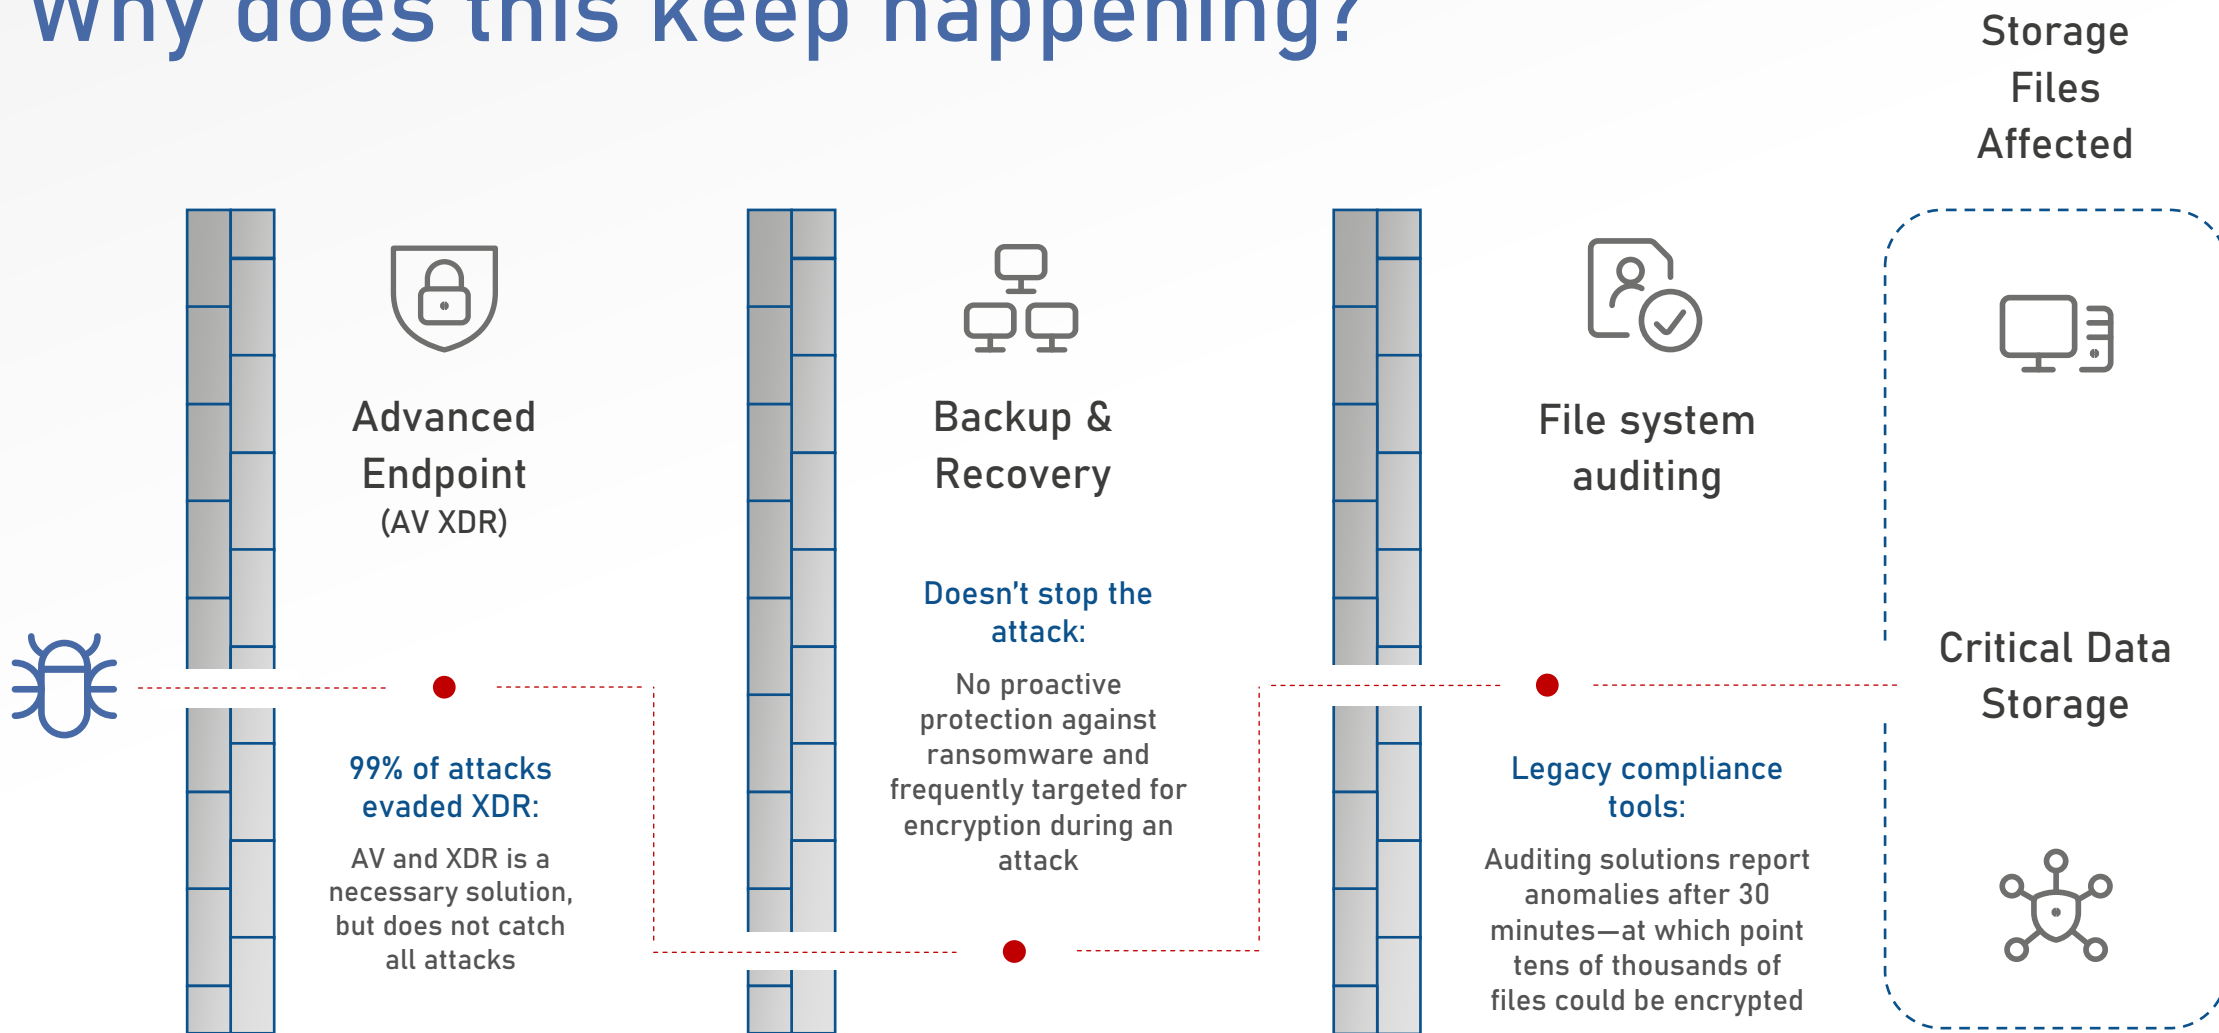 Why does this keep happening?
Storage
Files
Affected
Advanced
Endpoint
(AV XDR)
99% of attacks
evaded XDR:
AV and XDR is a
necessary solution,
but does not catch
all attacks
Backup &
Recovery
Doesn't stop the
attack:
No proactive
protection against
ransomware and
frequently targeted for
encryption during an
attack
File system
auditing
Legacy compliance
tools:
Auditing solutions report
anomalies after 30
minutes—at which point
tens of thousands of
files could be encrypted
Critical Data
Storage